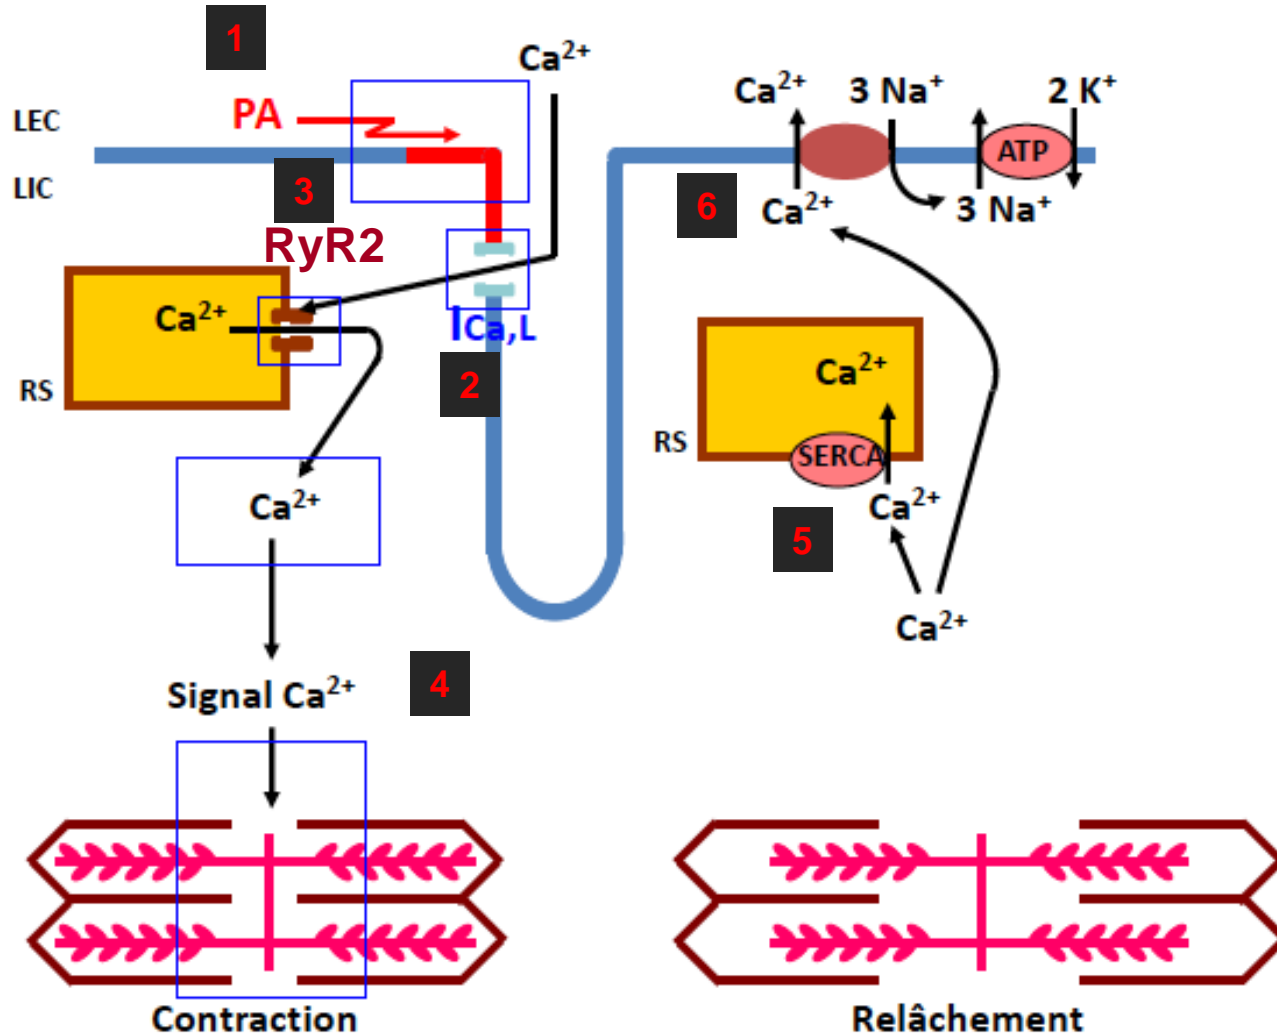 1
Ca²⁺
Ca²⁺
3 Na⁺
2 K⁺
LEC
PA
ATP
LIC
3
6
Ca²⁺
3 Na⁺
RyR2
Ca²⁺
ICa,L
RS
2
Ca²⁺
RS
SERCA
Ca²⁺
Ca²⁺
5
Ca²⁺
Signal Ca²⁺
4
Contraction
Relâchement